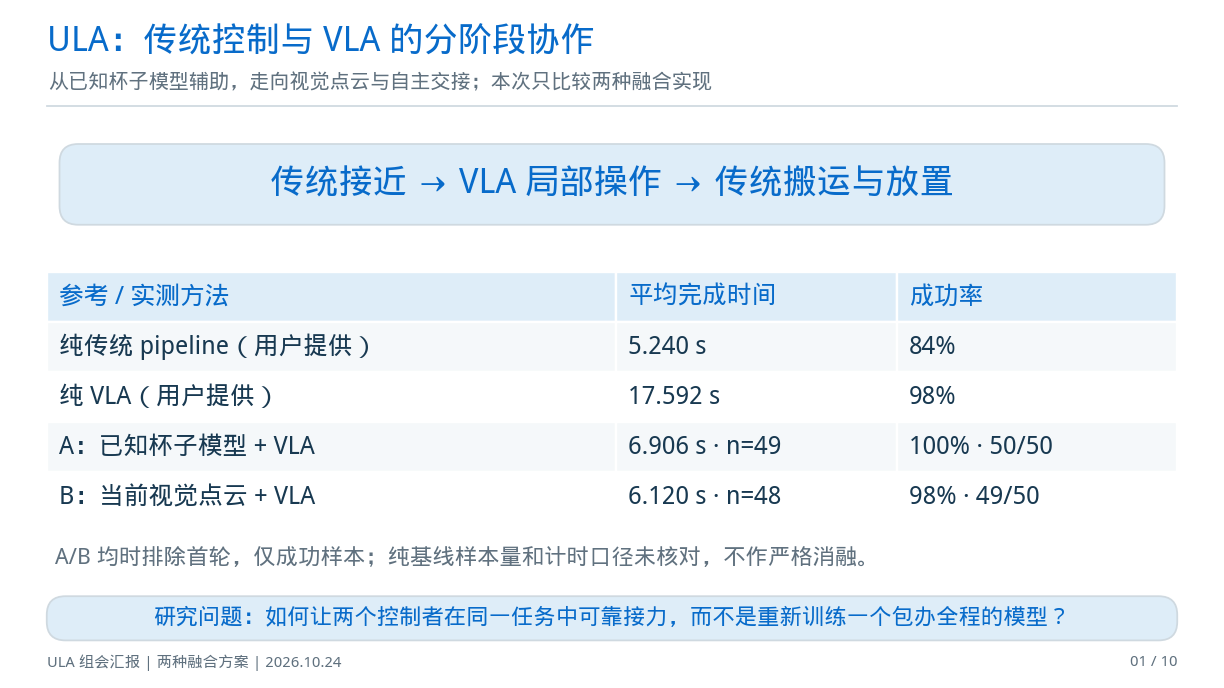 ULA：传统控制与 VLA 的分阶段协作
从已知杯子模型辅助，走向视觉点云与自主交接；本次只比较两种融合实现
传统接近 → VLA 局部操作 → 传统搬运与放置
参考 / 实测方法 平均完成时间 成功率
纯传统 pipeline（用户提供） 5.240 s 84%
纯 VLA（用户提供） 17.592 s 98%
A：已知杯子模型 + VLA 6.906 s · n=49 100% · 50/50
B：当前视觉点云 + VLA 6.120 s · n=48 98% · 49/50
A/B 均时排除首轮，仅成功样本；纯基线样本量和计时口径未核对，不作严格消融。
研究问题：如何让两个控制者在同一任务中可靠接力，而不是重新训练一个包办全程的模型？
ULA 组会汇报 | 两种融合方案 | 2026.10.24 01 / 10